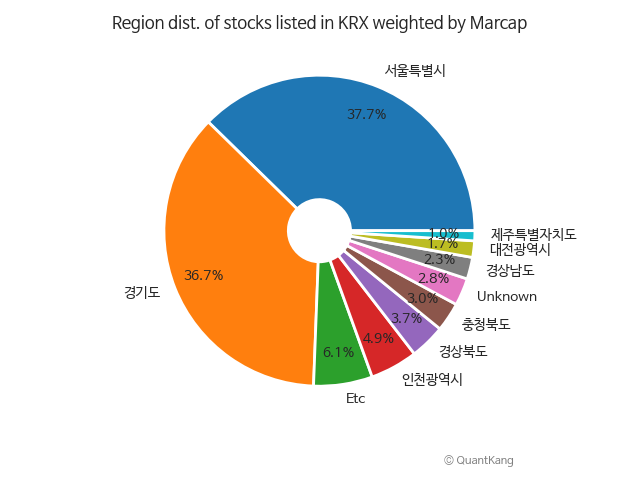 Region dist. of stocks listed in KRX weighted by Marcap
서울특별시
37.7%
경기도
36.7%
Etc
6.1%
인천광역시
4.9%
경상북도
3.7%
충청북도
3.0%
Unknown
2.8%
경상남도
2.3%
대전광역시
1.7%
제주특별자치도
1.0%
© QuantKang